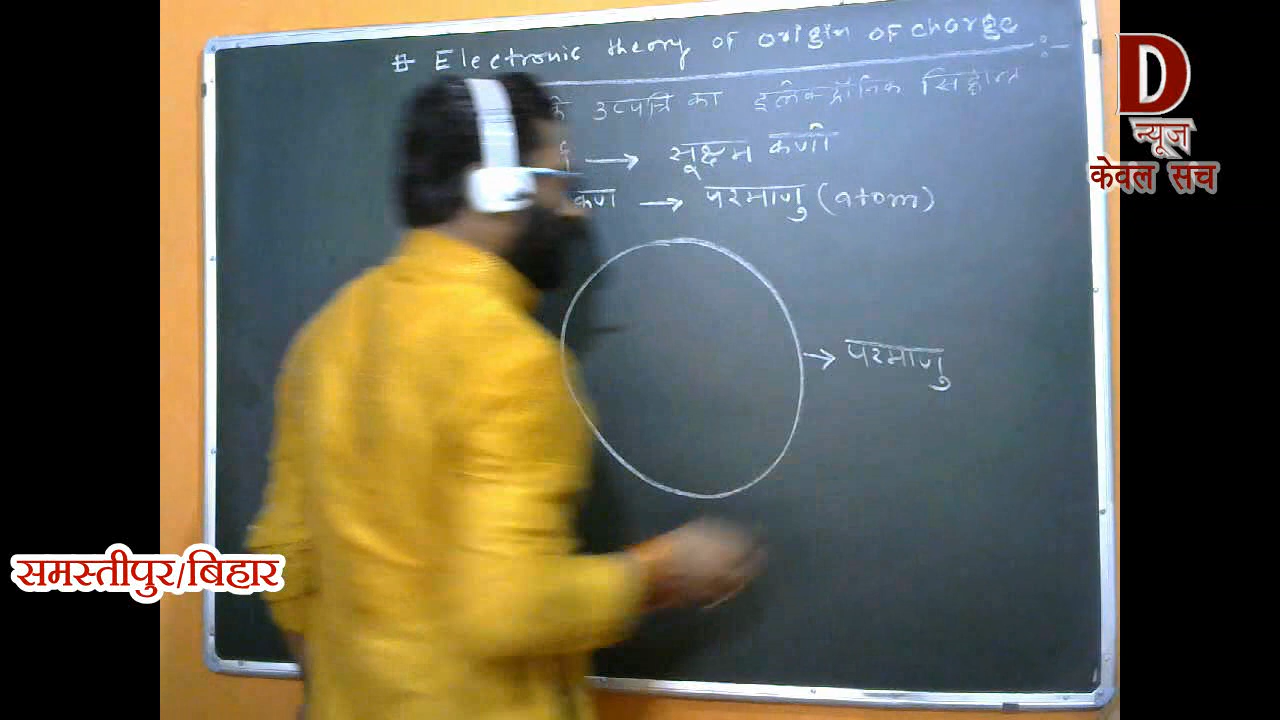 # Electronic theory of origin of charge :-
के उत्पत्ति का इलेक्ट्रॉनिक सिद्धान्त
→ सूक्ष्म कणों
कण → परमाणु (atom)
→ परमाणु
D
न्यूज
केवल सच
समस्तीपुर/बिहार